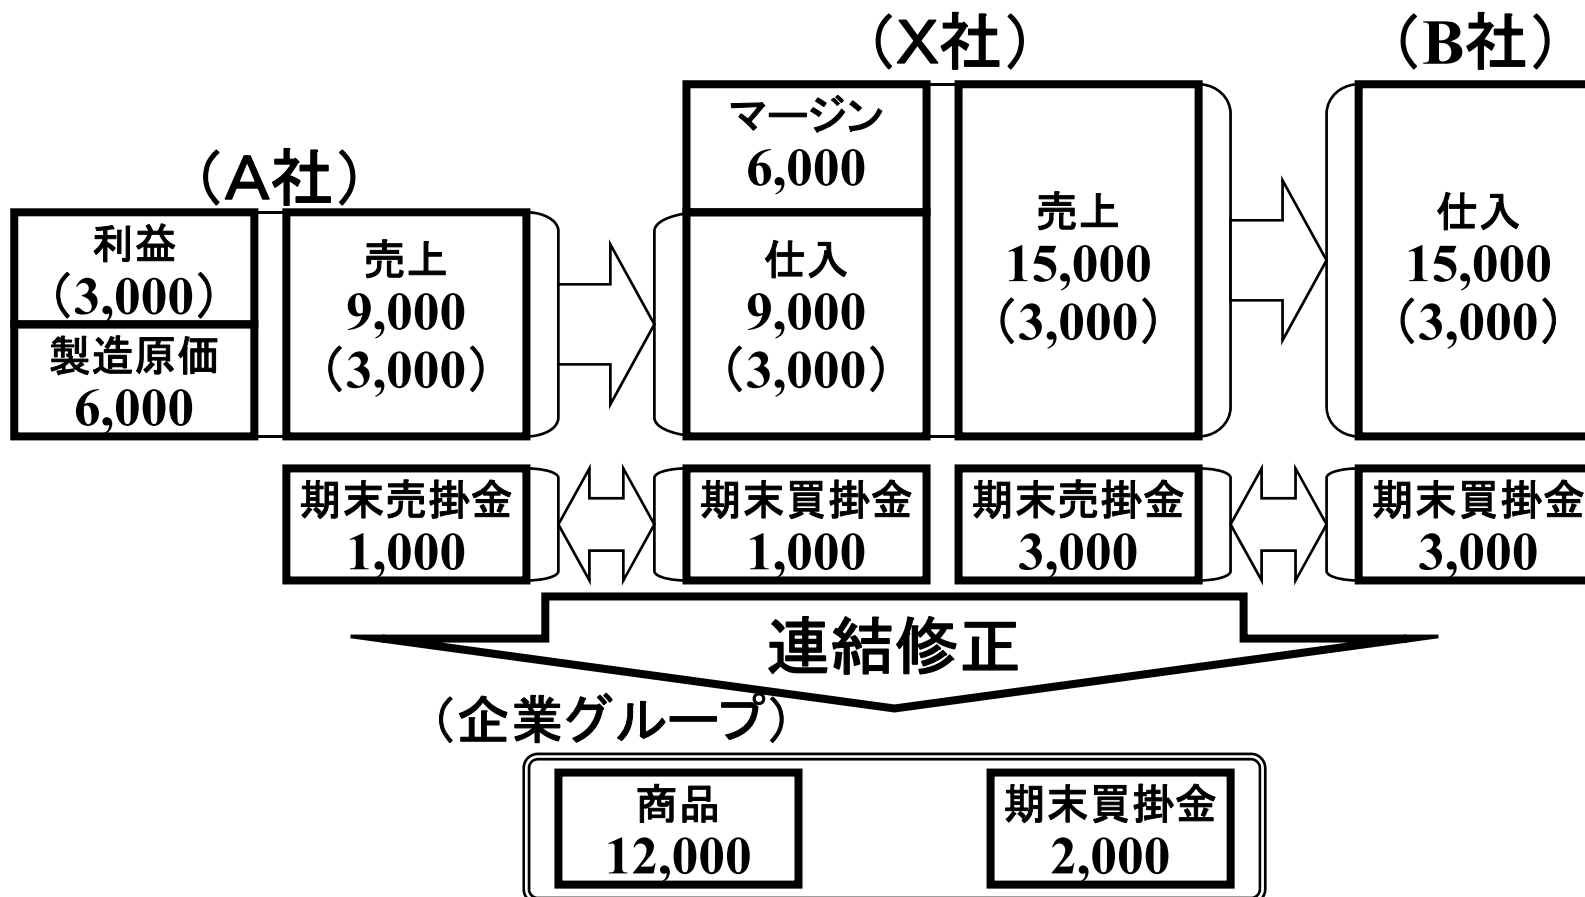 (X社)
(B社)
(A社)
マージン
6,000
利益
(3,000)
製造原価
6,000
売上
9,000
(3,000)
仕入
9,000
(3,000)
売上
15,000
(3,000)
仕入
15,000
(3,000)
期末売掛金
1,000
期末買掛金
1,000
期末売掛金
3,000
期末買掛金
3,000
連結修正
(企業グループ)
商品
12,000
期末買掛金
2,000